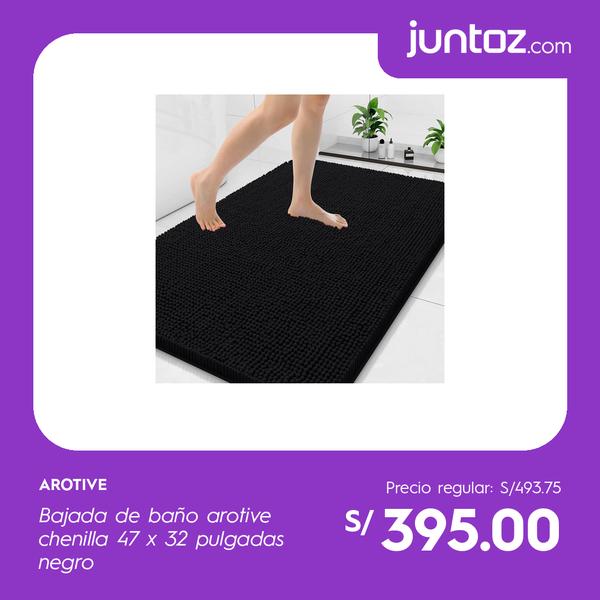 juntoz.com
AROTIVE
Bajada de baño arotive
chenilla 47 x 32 pulgadas
negro
Precio regular: S/493.75
S/395.00